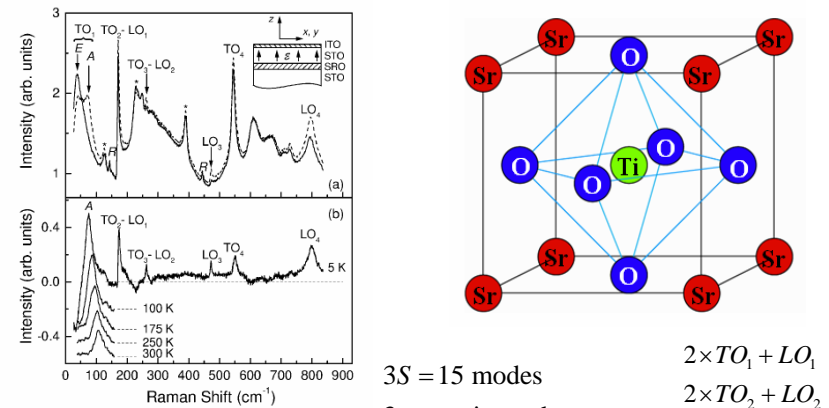 3
2
1
Intensity (arb. units)
TO1
E
A
TO2- LO1
*
R
TO3- LO2
*
*
R
LO3
TO4
LO4
z
x, y
ε
ITO
STO
SRO
STO
(a)
0.4
0.0
-0.4
Intensity (arb. units)
(b)
A
TO2- LO1
TO3- LO2
LO3
TO4
LO4
5 K
100 K
175 K
250 K
300 K
0 100 200 300 400 500 600 700 800 900
Raman Shift (cm-1)
Sr
Sr
Sr
Sr
O
O
O
Ti
O
O
O
Sr
Sr
Sr
Sr
3S = 15 modes
2×TO1 + LO1
2×TO2 + LO2